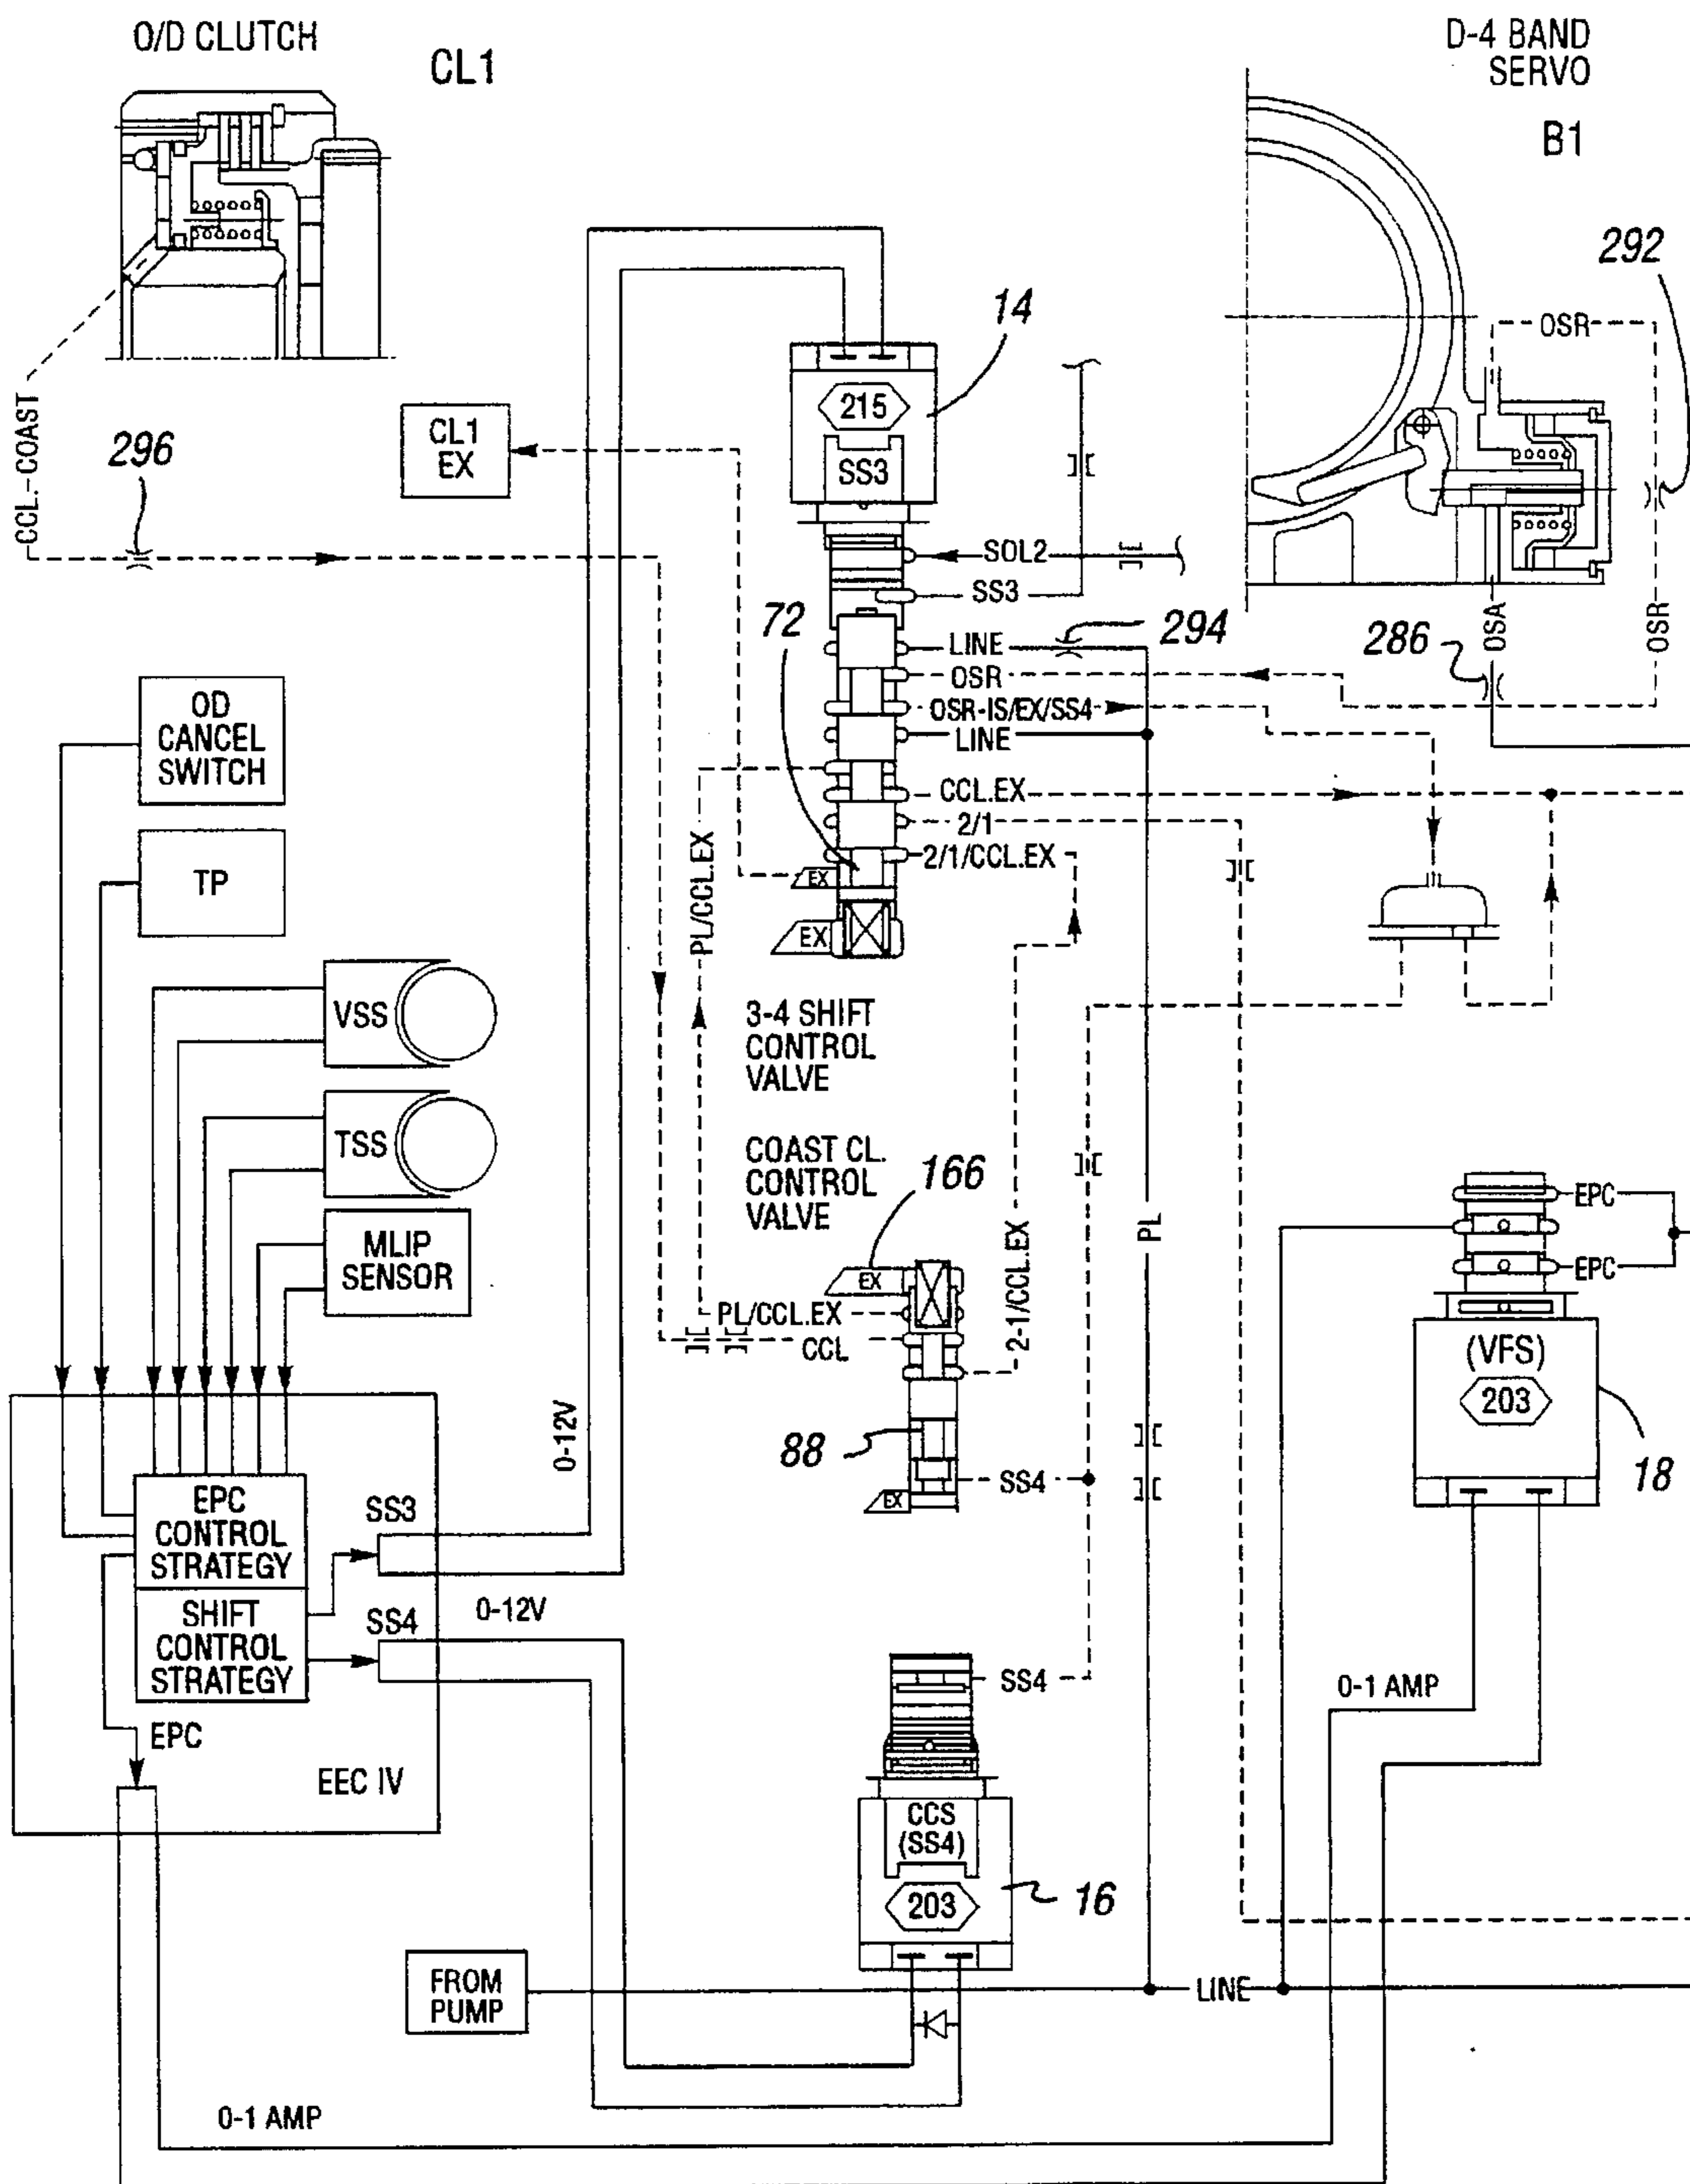 O/D CLUTCH
CL1
D-4 BAND
SERVO
B1
292
14
OSR
215
SS3
CL1
EX
CCL.-COAST
296
SOL2
SS3
72
LINE
294
OSA
OSR
286
OSR
OSR-IS/EX/SS4
LINE
OD
CANCEL
SWITCH
CCL.EX
2/1
2/1/CCL.EX
EX
EX
PL/CCL.EX
TP
VSS
3-4 SHIFT
CONTROL
VALVE
TSS
COAST CL.
CONTROL
VALVE
166
MLIP
SENSOR
EX
PL/CCL.EX
CCL
2-1/CCL.EX
PL
EPC
EPC
(VFS)
203
18
88
SS4
EX
0-12V
EPC
CONTROL
STRATEGY
SS3
SHIFT
CONTROL
STRATEGY
SS4
0-12V
SS4
0-1 AMP
EPC
EEC IV
CCS
(SS4)
203
16
FROM
PUMP
LINE
0-1 AMP